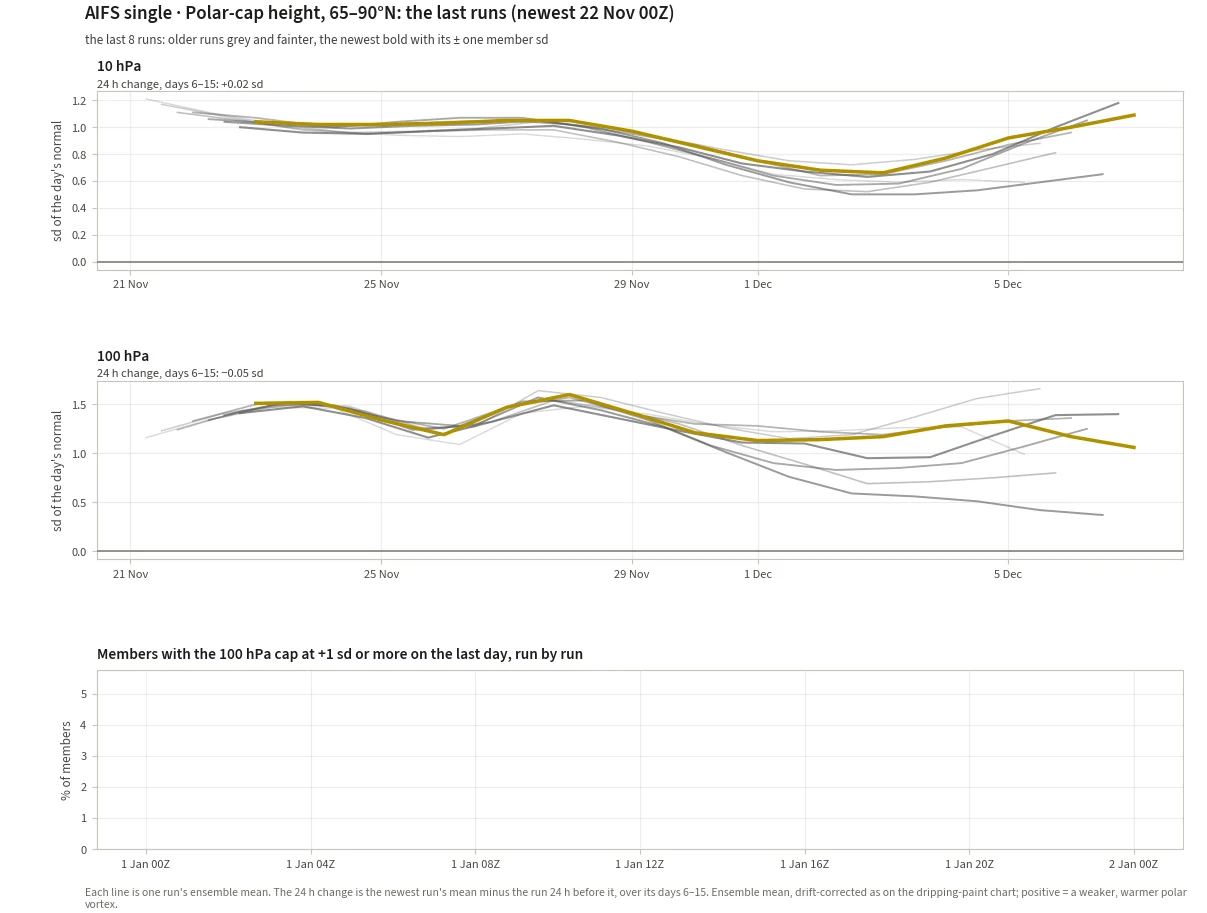 AIFS single · Polar-cap height, 65–90°N: the last runs (newest 22 Nov 00Z)
the last 8 runs: older runs grey and fainter, the newest bold with its ± one member sd
10 hPa
24 h change, days 6–15: +0.02 sd
sd of the day's normal
1.2
1.0
0.8
0.6
0.4
0.2
0.0
21 Nov 25 Nov 29 Nov 1 Dec 5 Dec
100 hPa
24 h change, days 6–15: −0.05 sd
sd of the day's normal
1.5
1.0
0.5
0.0
21 Nov 25 Nov 29 Nov 1 Dec 5 Dec
Members with the 100 hPa cap at +1 sd or more on the last day, run by run
% of members
5
4
3
2
1
0
1 Jan 00Z 1 Jan 04Z 1 Jan 08Z 1 Jan 12Z 1 Jan 16Z 1 Jan 20Z 2 Jan 00Z
Each line is one run's ensemble mean. The 24 h change is the newest run's mean minus the run 24 h before it, over its days 6–15. Ensemble mean, drift-corrected as on the dripping-paint chart; positive = a weaker, warmer polar
vortex.